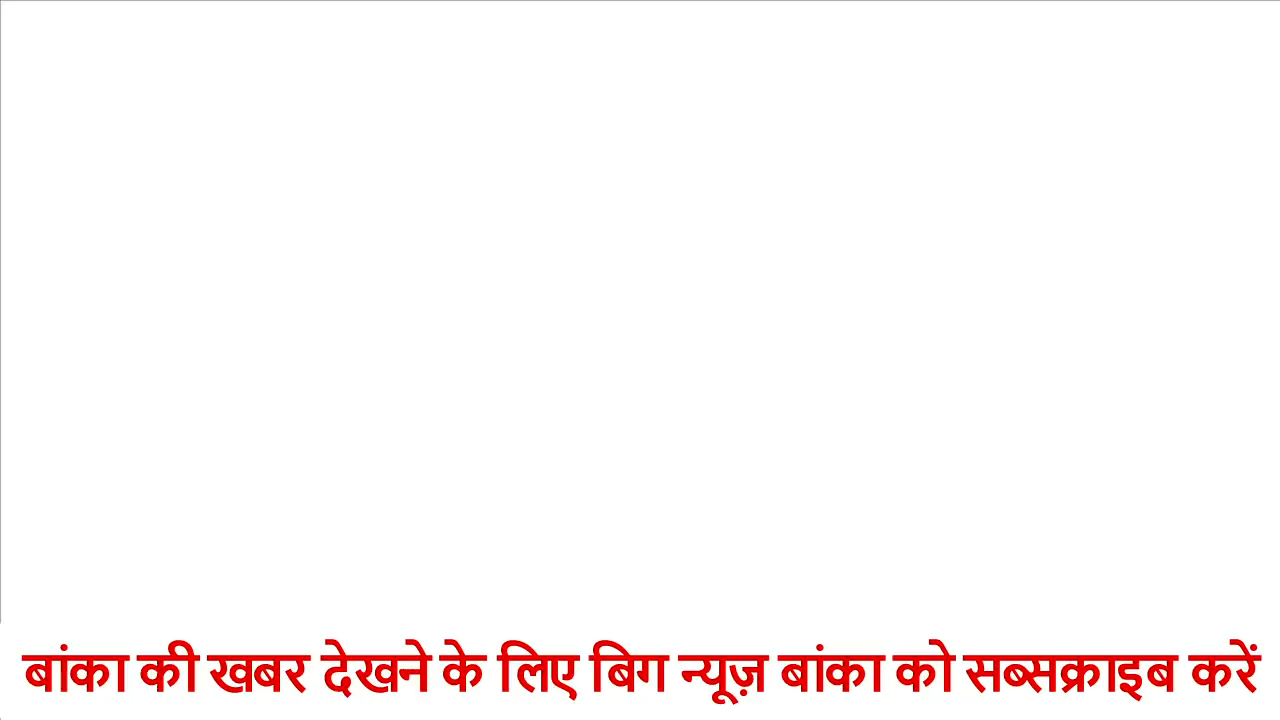 बांका की खबर देखने के लिए बिग न्यूज़ बांका को सब्सक्राइब करें